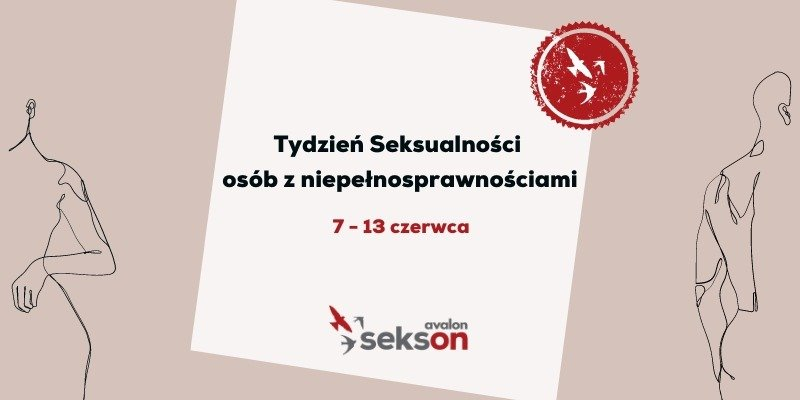 Tydzień Seksualności
osób z niepełnosprawnościami
7 - 13 czerwca
avalon
sekson